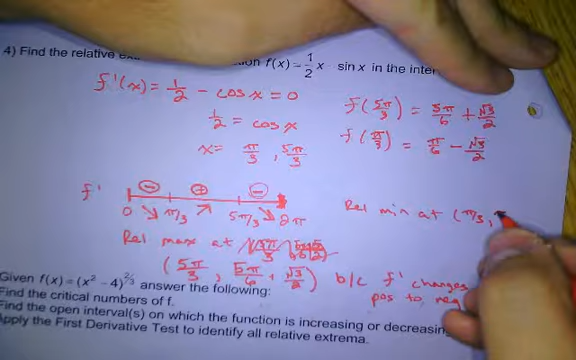 4) Find the relative ex tion f(x) = 1/2 x sin x in the inter
f'(x) = 1/2 - cos x = 0
1/2 = cos x
x = π/3, 5π/3
f(5π/3) = 5π/6 + √3/2
f(π/3) = π/6 - √3/2
f' ⊖ ⊕ ⊖
0 ↘ π/3 ↗ 5π/3 ↘ 2π
Rel min at (π/3,
Rel max at
(5π/3, 5π/6 + √3/2) b/c f' changes
pos to neg
Given f(x) = (x² - 4)^(2/3) answer the following:
Find the critical numbers of f.
Find the open interval(s) on which the function is increasing or decreasing
Apply the First Derivative Test to identify all relative extrema.